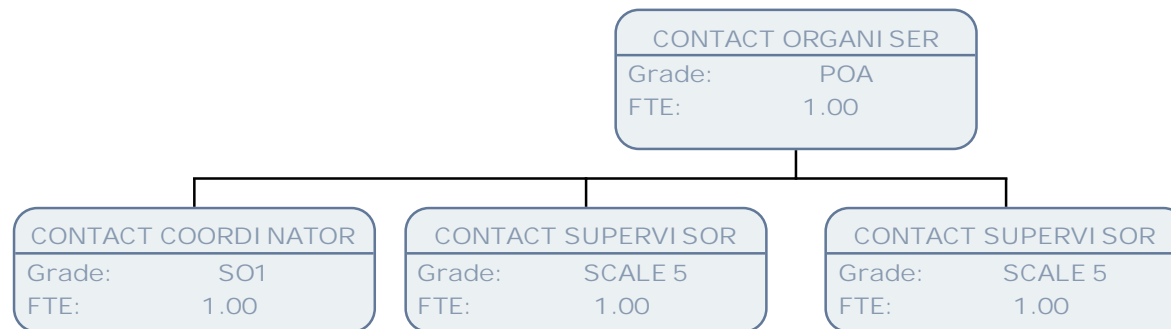 CONTACT ORGANISER
Grade: POA
FTE: 1.00
CONTACT COORDINATOR
Grade: SO1
FTE: 1.00
CONTACT SUPERVISOR
Grade: SCALE 5
FTE: 1.00
CONTACT SUPERVISOR
Grade: SCALE 5
FTE: 1.00